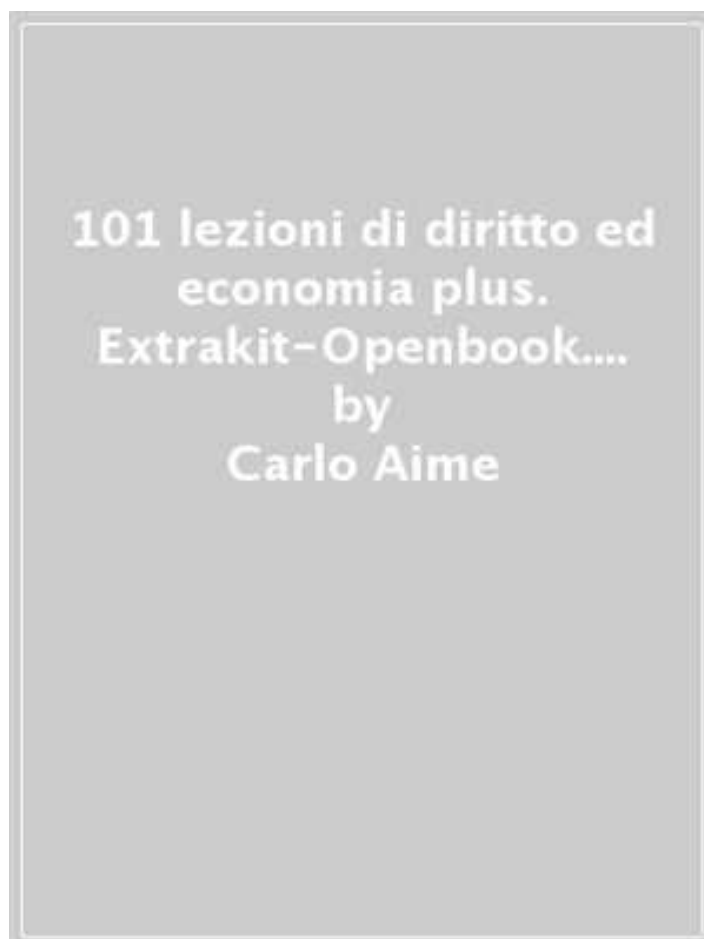 101 lezioni di diritto ed
economia plus.
Extrakit-Openbook....
by
Carlo Aime